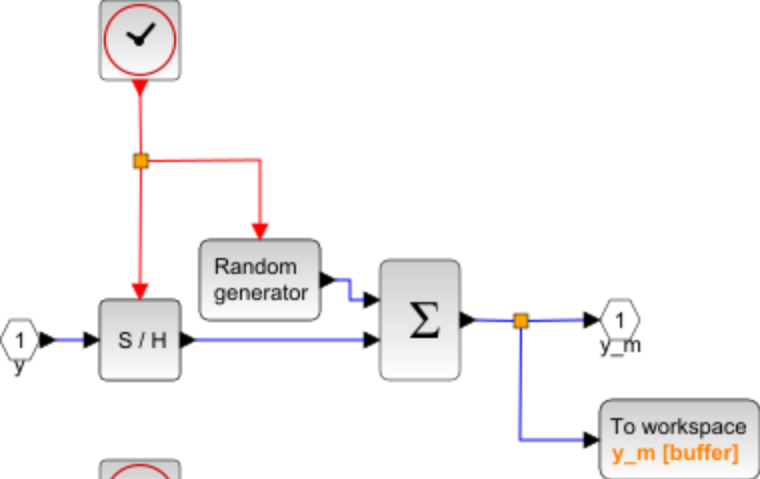 Random
generator
1
y
S / H
Σ
1
y_m
To workspace
y_m [buffer]